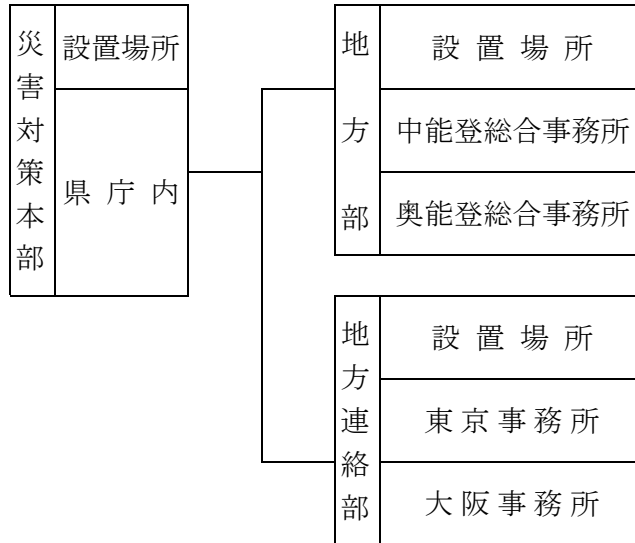 災害対策本部
設置場所
県庁内
地方部
設置場所
中能登総合事務所
奥能登総合事務所
地方連絡部
設置場所
東京事務所
大阪事務所